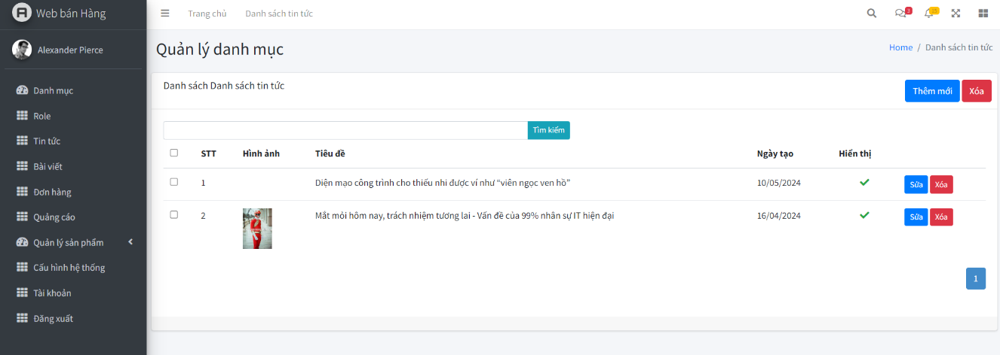 Web bán Hàng
Trang chủ
Danh sách tin tức
3
15
Alexander Pierce
Quản lý danh mục
Home / Danh sách tin tức
Danh mục
Role
Tin tức
Bài viết
Đơn hàng
Quảng cáo
Quản lý sản phẩm
Cấu hình hệ thống
Tài khoản
Đăng xuất
Danh sách Danh sách tin tức
Thêm mới Xóa
Tìm kiếm
STT Hình ảnh Tiêu đề Ngày tạo Hiển thị
1 Diện mạo công trình cho thiếu nhi được ví như “viên ngọc ven hồ” 10/05/2024 Sửa Xóa
2 Mắt mỏi hôm nay, trách nhiệm tương lai - Vấn đề của 99% nhân sự IT hiện đại 16/04/2024 Sửa Xóa
1